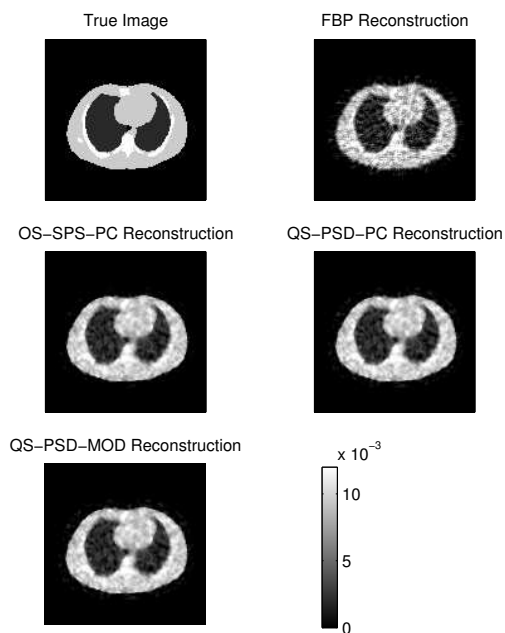 True Image
FBP Reconstruction
OS−SPS−PC Reconstruction
QS−PSD−PC Reconstruction
QS−PSD−MOD Reconstruction
x 10⁻³
10
5
0